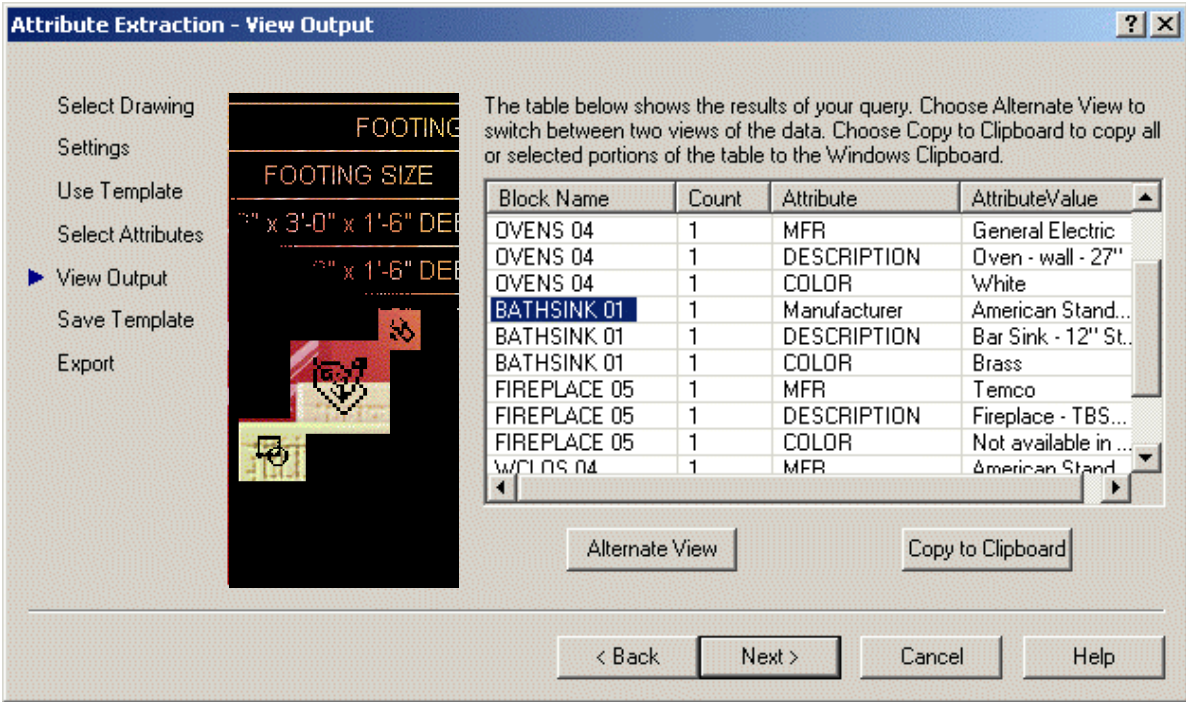 Attribute Extraction - View Output
Select Drawing
Settings
Use Template
Select Attributes
View Output
Save Template
Export
FOOTING
FOOTING SIZE
" x 3'-0" x 1'-6" DEE
" x 1'-6" DEE
The table below shows the results of your query. Choose Alternate View to
switch between two views of the data. Choose Copy to Clipboard to copy all
or selected portions of the table to the Windows Clipboard.
Block Name Count Attribute AttributeValue
OVENS 04 1 MFR General Electric
OVENS 04 1 DESCRIPTION Oven - wall - 27"
OVENS 04 1 COLOR White
BATHSINK 01 1 Manufacturer American Stand...
BATHSINK 01 1 DESCRIPTION Bar Sink - 12" St..
BATHSINK 01 1 COLOR Brass
FIREPLACE 05 1 MFR Temco
FIREPLACE 05 1 DESCRIPTION Fireplace - TBS...
FIREPLACE 05 1 COLOR Not available in ...
WCLOS 04 1 MFR American Stand
Alternate View
Copy to Clipboard
< Back
Next >
Cancel
Help